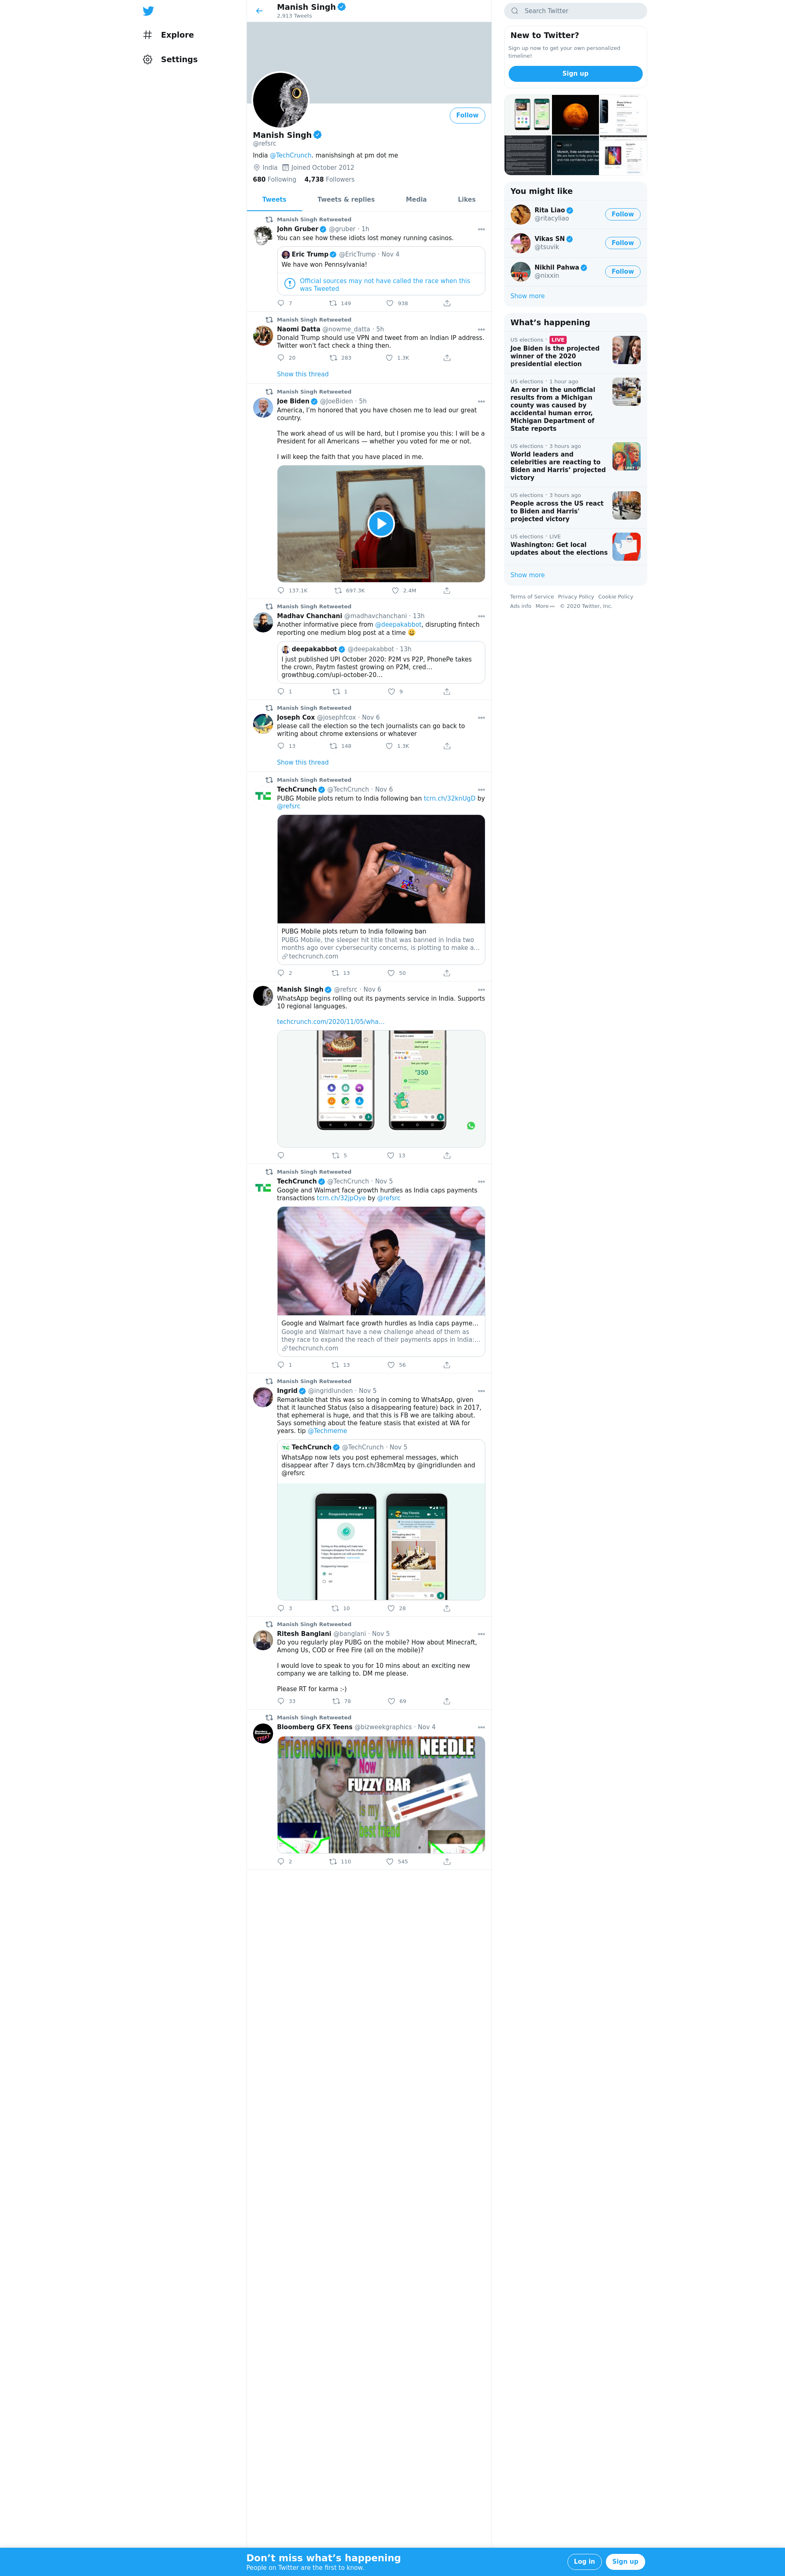 Explore
Settings
Manish Singh
2,913 Tweets
Follow
Manish Singh
@refsrc
India @TechCrunch, manishsingh at pm dot me
India Joined October 2012
680 Following 4,738 Followers
Tweets Tweets & replies Media Likes
Manish Singh Retweeted
John Gruber @gruber · 1h
You can see how these idiots lost money running casinos.
Eric Trump @EricTrump · Nov 4
We have won Pennsylvania!
Official sources may not have called the race when this
was Tweeted
7 149 938
Manish Singh Retweeted
Naomi Datta @nowme_datta · 5h
Donald Trump should use VPN and tweet from an Indian IP address.
Twitter won't fact check a thing then.
20 283 1.3K
Show this thread
Manish Singh Retweeted
Joe Biden @JoeBiden · 5h
America, I'm honored that you have chosen me to lead our great
country.
The work ahead of us will be hard, but I promise you this: I will be a
President for all Americans — whether you voted for me or not.
I will keep the faith that you have placed in me.
137.1K 697.3K 2.4M
Manish Singh Retweeted
Madhav Chanchani @madhavchanchani · 13h
Another informative piece from @deepakabbot, disrupting fintech
reporting one medium blog post at a time 😀
deepakabbot @deepakabbot · 13h
I just published UPI October 2020: P2M vs P2P, PhonePe takes
the crown, Paytm fastest growing on P2M, cred...
growthbug.com/upi-october-20...
1 1 9
Manish Singh Retweeted
Joseph Cox @josephfcox · Nov 6
please call the election so the tech journalists can go back to
writing about chrome extensions or whatever
13 148 1.3K
Show this thread
Manish Singh Retweeted
TechCrunch @TechCrunch · Nov 6
PUBG Mobile plots return to India following ban tcrn.ch/32knUgD by
@refsrc
PUBG Mobile plots return to India following ban
PUBG Mobile, the sleeper hit title that was banned in India two
months ago over cybersecurity concerns, is plotting to make a...
techcrunch.com
2 13 50
Manish Singh @refsrc · Nov 6
WhatsApp begins rolling out its payments service in India. Supports
10 regional languages.
techcrunch.com/2020/11/05/wha...
5 13
Manish Singh Retweeted
TechCrunch @TechCrunch · Nov 5
Google and Walmart face growth hurdles as India caps payments
transactions tcrn.ch/32jpOye by @refsrc
Google and Walmart face growth hurdles as India caps payme...
Google and Walmart have a new challenge ahead of them as
they race to expand the reach of their payments apps in India:...
techcrunch.com
1 13 56
Manish Singh Retweeted
Ingrid @ingridlunden · Nov 5
Remarkable that this was so long in coming to WhatsApp, given
that it launched Status (also a disappearing feature) back in 2017,
that ephemeral is huge, and that this is FB we are talking about.
Says something about the feature stasis that existed at WA for
years. tip @Techmeme
TechCrunch @TechCrunch · Nov 5
WhatsApp now lets you post ephemeral messages, which
disappear after 7 days tcrn.ch/38cmMzq by @ingridlunden and
@refsrc
3 10 28
Manish Singh Retweeted
Ritesh Banglani @banglani · Nov 5
Do you regularly play PUBG on the mobile? How about Minecraft,
Among Us, COD or Free Fire (all on the mobile)?
I would love to speak to you for 10 mins about an exciting new
company we are talking to. DM me please.
Please RT for karma :-)
33 78 69
Manish Singh Retweeted
Bloomberg GFX Teens @bizweekgraphics · Nov 4
Friendship ended with NEEDLE
Now
FUZZY BAR
is my
best friend
2 110 545
Search Twitter
New to Twitter?
Sign up now to get your own personalized
timeline!
Sign up
You might like
Rita Liao
@ritacyliao
Follow
Vikas SN
@tsuvik
Follow
Nikhil Pahwa
@nixxin
Follow
Show more
What's happening
US elections · LIVE
Joe Biden is the projected
winner of the 2020
presidential election
US elections · 1 hour ago
An error in the unofficial
results from a Michigan
county was caused by
accidental human error,
Michigan Department of
State reports
US elections · 3 hours ago
World leaders and
celebrities are reacting to
Biden and Harris' projected
victory
US elections · 3 hours ago
People across the US react
to Biden and Harris'
projected victory
US elections · LIVE
Washington: Get local
updates about the elections
Show more
Terms of Service Privacy Policy Cookie Policy
Ads info More © 2020 Twitter, Inc.
Don't miss what's happening
People on Twitter are the first to know.
Log in Sign up